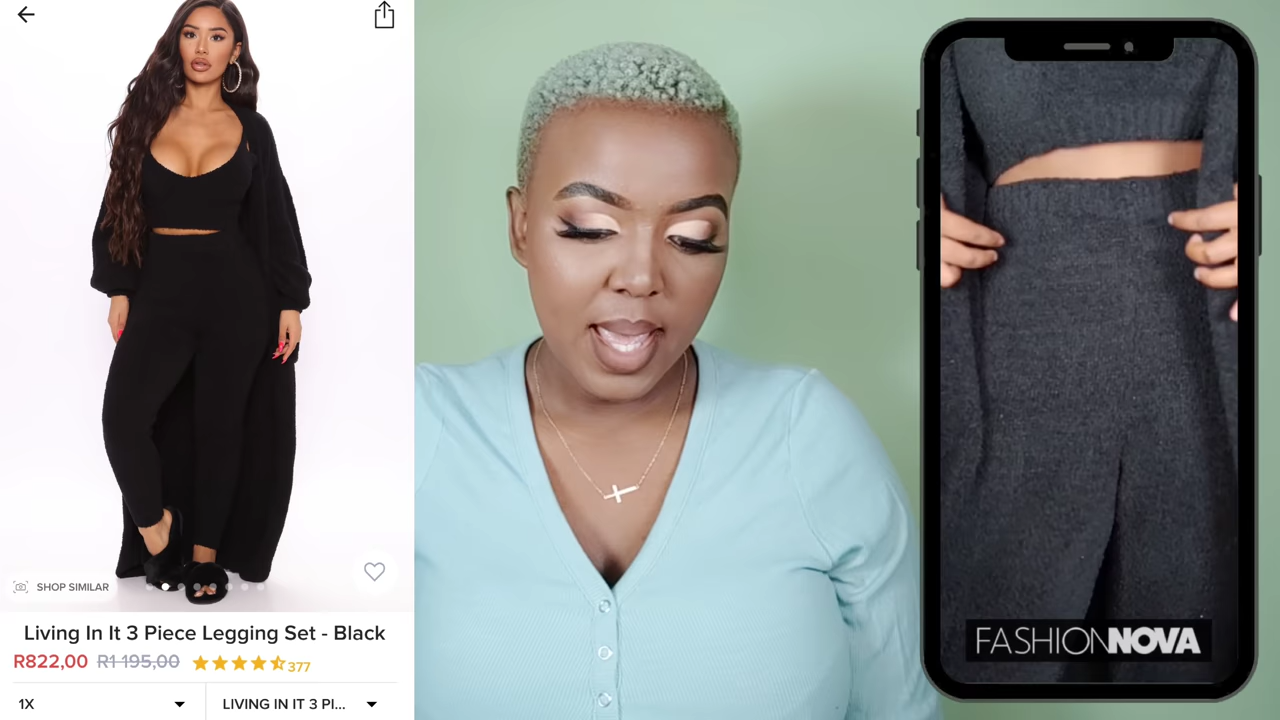 SHOP SIMILAR
Living In It 3 Piece Legging Set - Black
R822,00 R1 195,00 377
1X LIVING IN IT 3 PI...
FASHIONNOVA